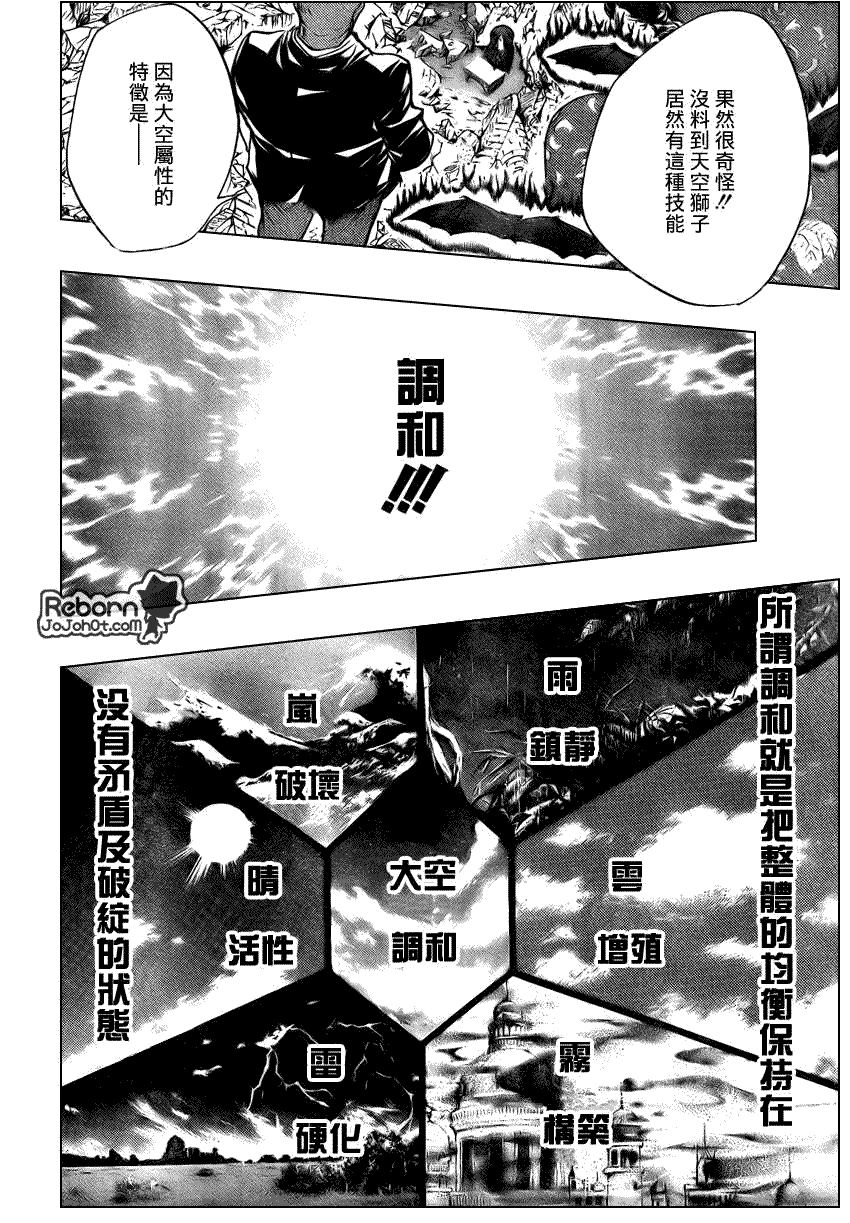 果然很奇怪!!
沒料到天空獅子
居然有這種技能
因為大空屬性的
特徵是——
調和!!!
Reborn
JoJoHOt.com
所謂調和就是把整體的均衡保持在
沒有矛盾及破綻的狀態
雨
鎮靜
嵐
破壞
雲
增殖
大空
調和
晴
活性
霧
構築
雷
硬化